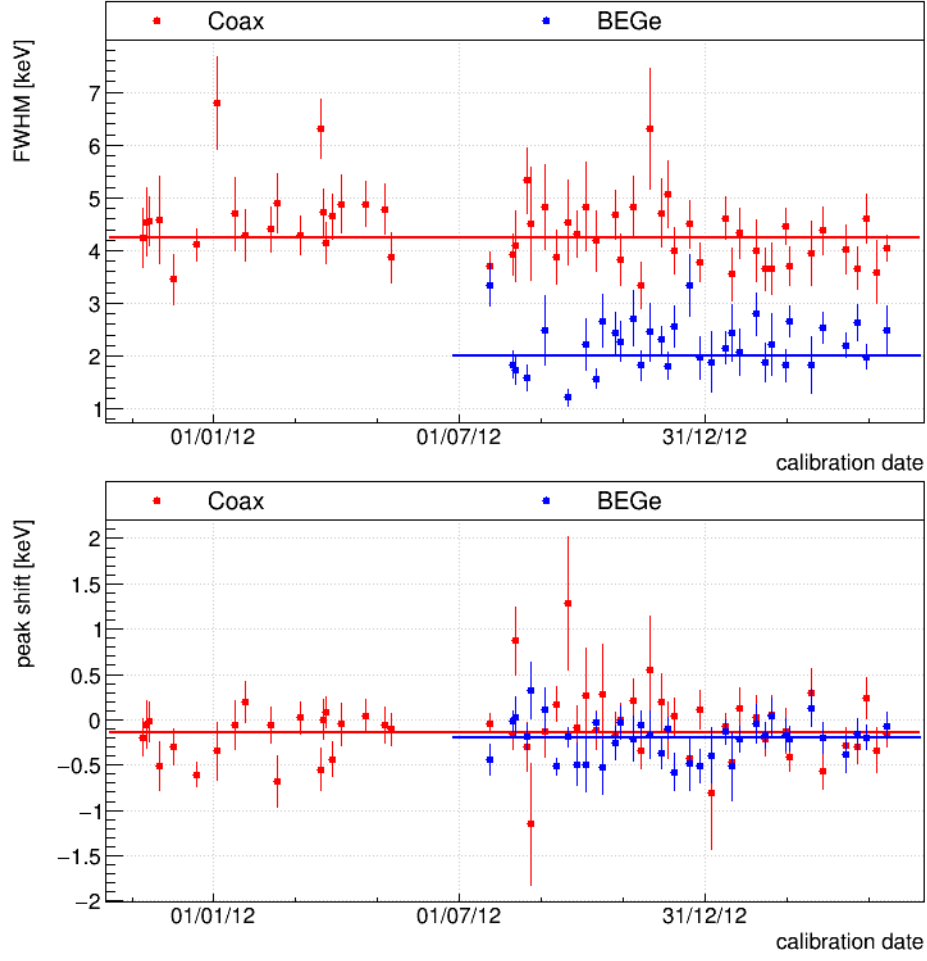 Coax BEGe
FWHM [keV]
7
6
5
4
3
2
1
01/01/12 01/07/12 31/12/12
calibration date
Coax BEGe
peak shift [keV]
2
1.5
1
0.5
0
−0.5
−1
−1.5
−2
01/01/12 01/07/12 31/12/12
calibration date